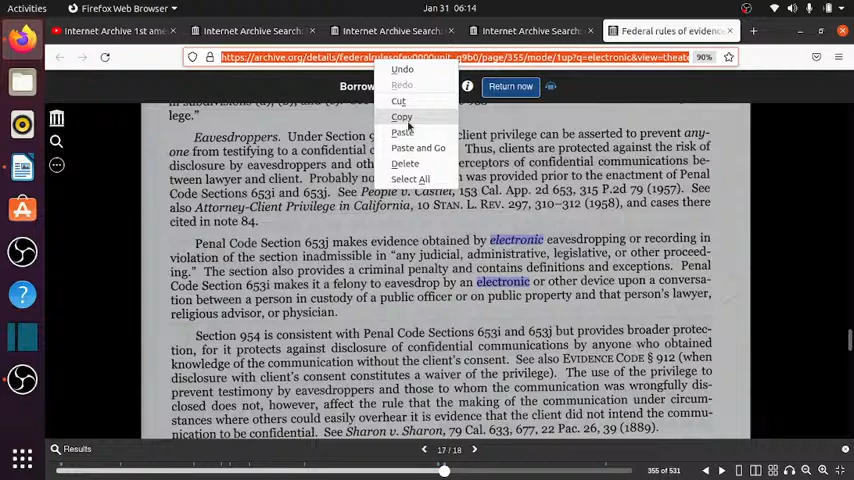 Activities
Firefox Web Browser
Jan 31 06:14
Internet Archive 1st ame
Internet Archive Search:
Internet Archive Search:
Internet Archive Search:
Federal rules of evidenc
https://archive.org/details/federalrulesofev0000unit_g9b0/page/355/mode/1up?q=electronic&view=theat
90%
Undo
Redo
Cut
Copy
Paste
Paste and Go
Delete
Select All
Borrow
Return now
in subdivisions
lege."
Eavesdroppers. Under Section 9 client privilege can be asserted to prevent any-
one from testifying to a confidential c Thus, clients are protected against the risk of
disclosure by eavesdroppers and othe rceptors of confidential communications be-
tween lawyer and client. Probably no was provided prior to the enactment of Penal
Code Sections 653i and 653j. See People v. Castiel, 153 Cal. App. 2d 653, 315 P.2d 79 (1957). See
also Attorney-Client Privilege in California, 10 STAN. L. REV. 297, 310–312 (1958), and cases there
cited in note 84.
Penal Code Section 653j makes evidence obtained by electronic eavesdropping or recording in
violation of the section inadmissible in "any judicial, administrative, legislative, or other proceed-
ing." The section also provides a criminal penalty and contains definitions and exceptions. Penal
Code Section 653i makes it a felony to eavesdrop by an electronic or other device upon a conversa-
tion between a person in custody of a public officer or on public property and that person's lawyer,
religious advisor, or physician.
Section 954 is consistent with Penal Code Sections 653i and 653j but provides broader protec-
tion, for it protects against disclosure of confidential communications by anyone who obtained
knowledge of the communication without the client's consent. See also EVIDENCE CODE § 912 (when
disclosure with client's consent constitutes a waiver of the privilege). The use of the privilege to
prevent testimony by eavesdroppers and those to whom the communication was wrongfully dis-
closed does not, however, affect the rule that the making of the communication under circum-
stances where others could easily overhear it is evidence that the client did not intend the commu-
nication to be confidential. See Sharon v. Sharon, 79 Cal. 633, 677, 22 Pac. 26, 39 (1889).
Results
17 / 18
355 of 531